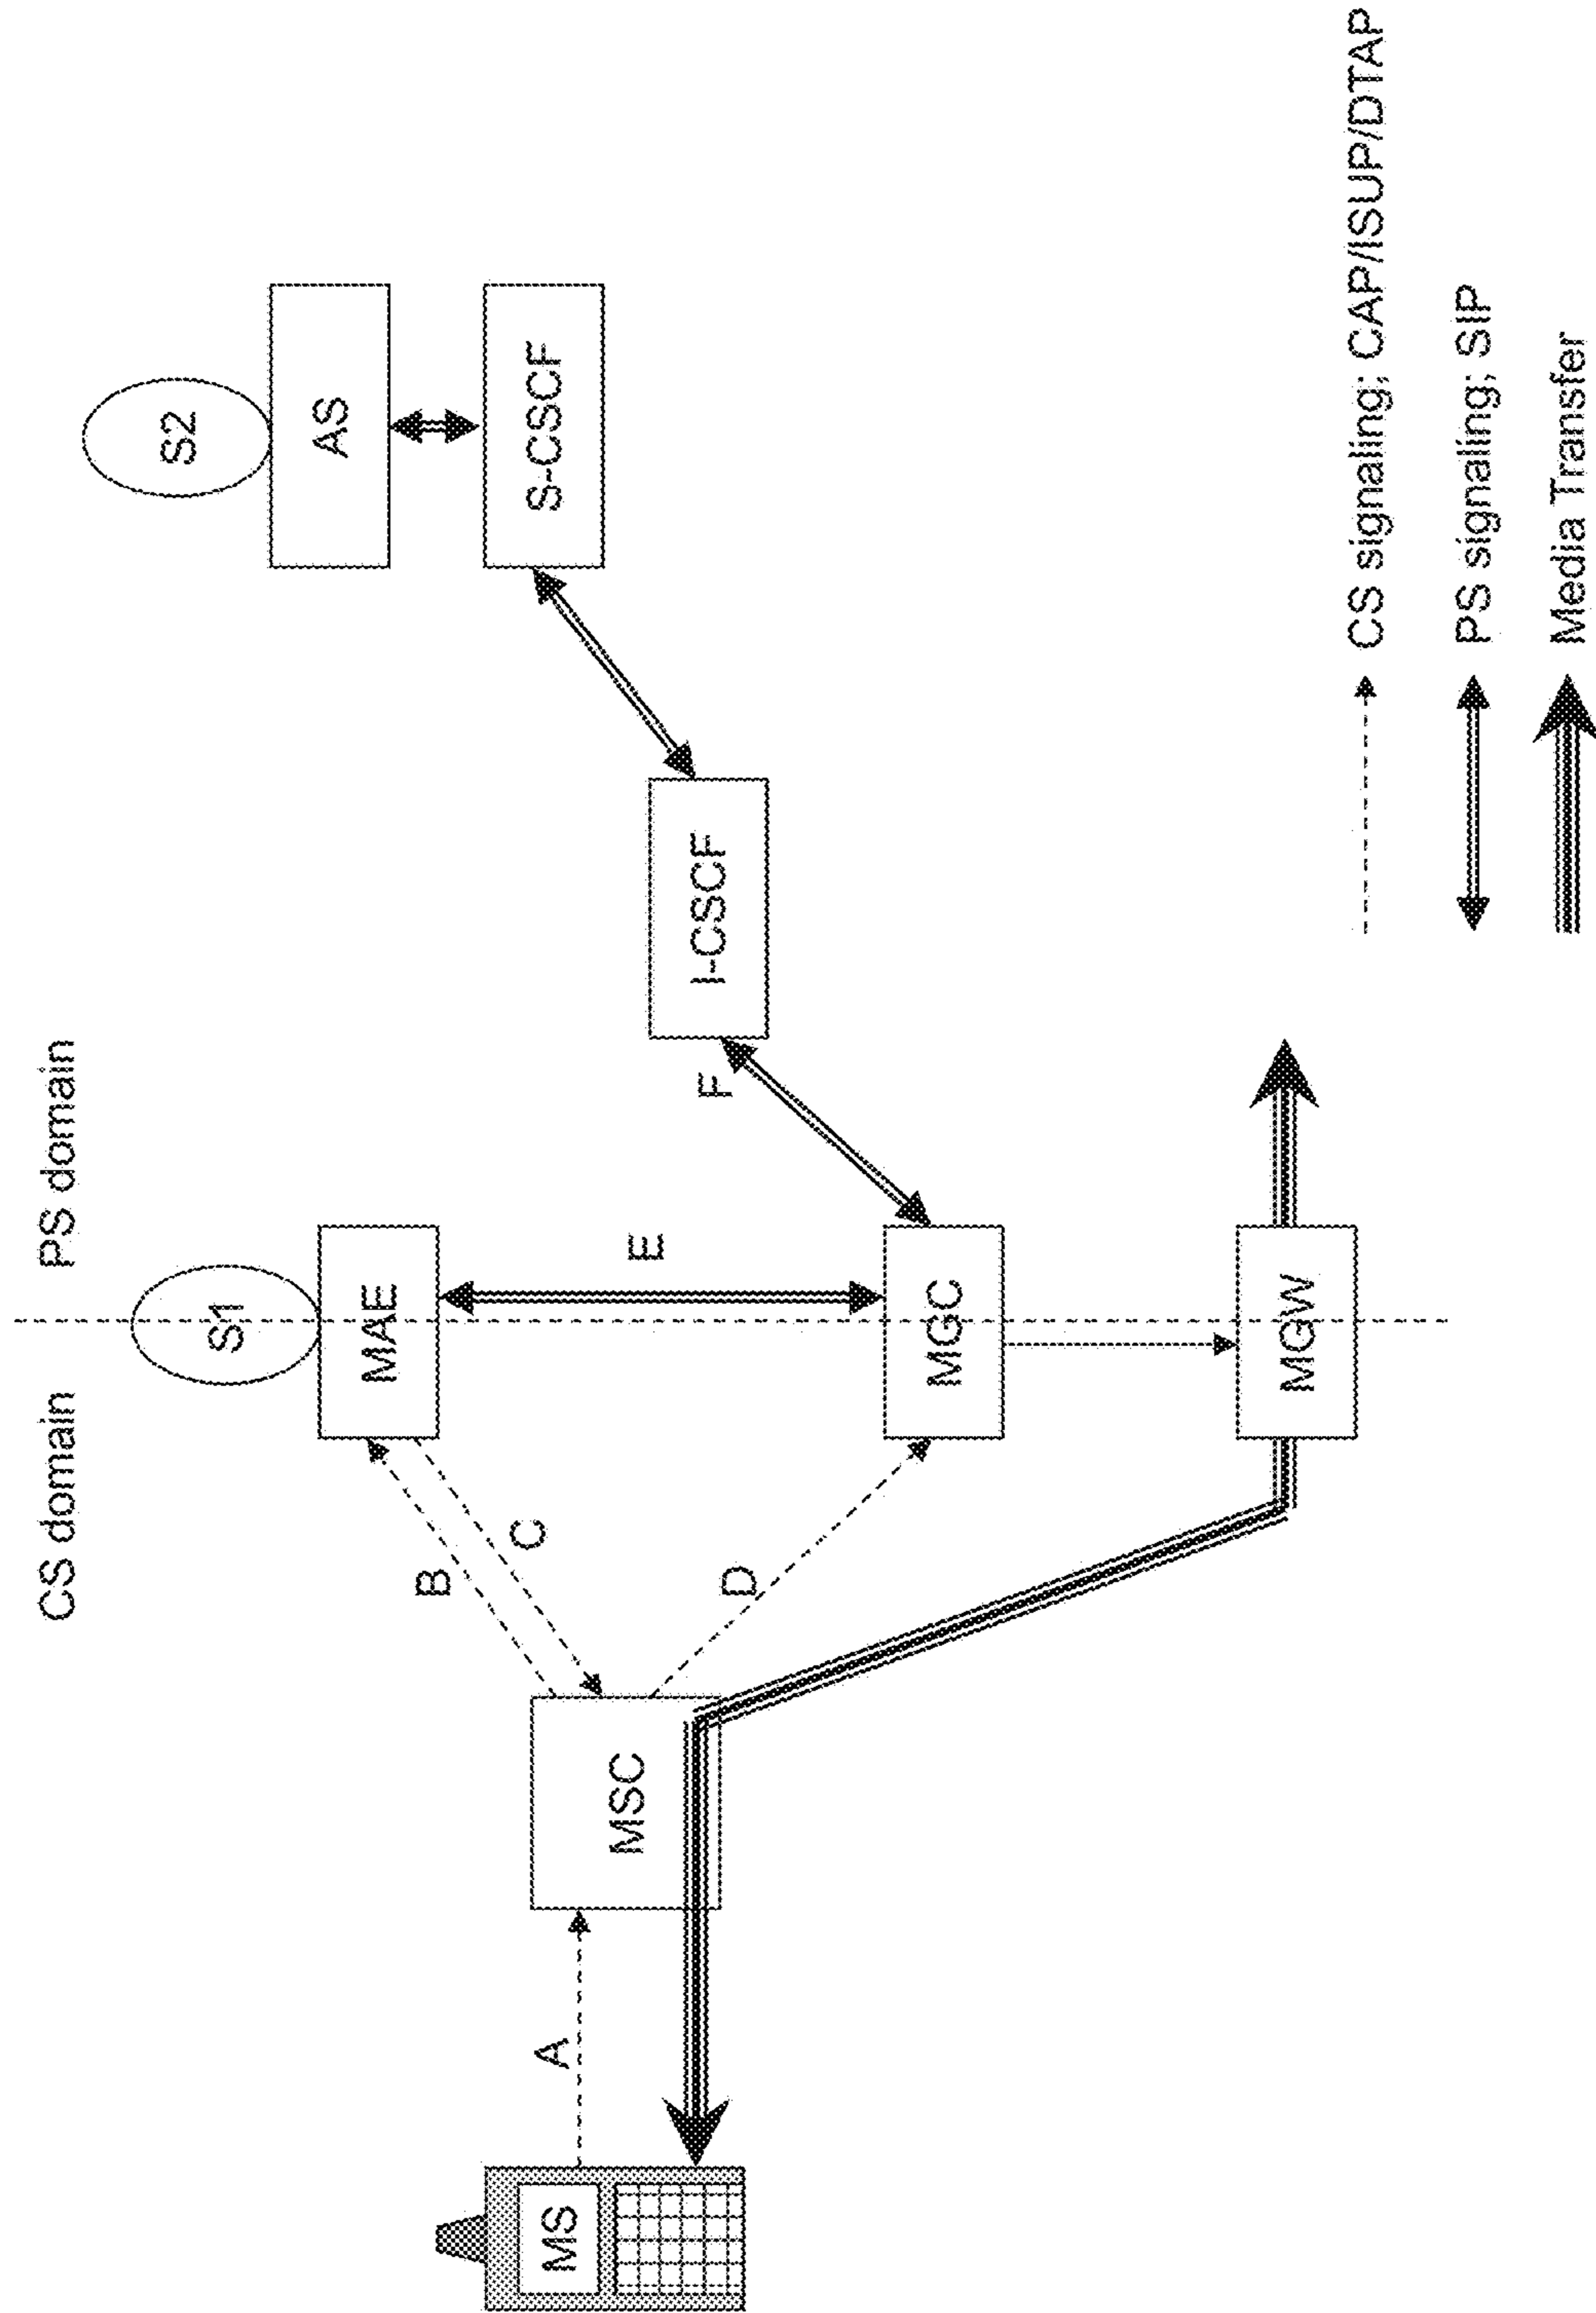 CS domain
PS domain
S1
S2
MAE
AS
B
C
E
S-CSCF
MS
A
MSC
D
F
I-CSCF
MGC
MGW
CS signaling; CAP/ISUP/DTAP
PS signaling; SIP
Media Transfer